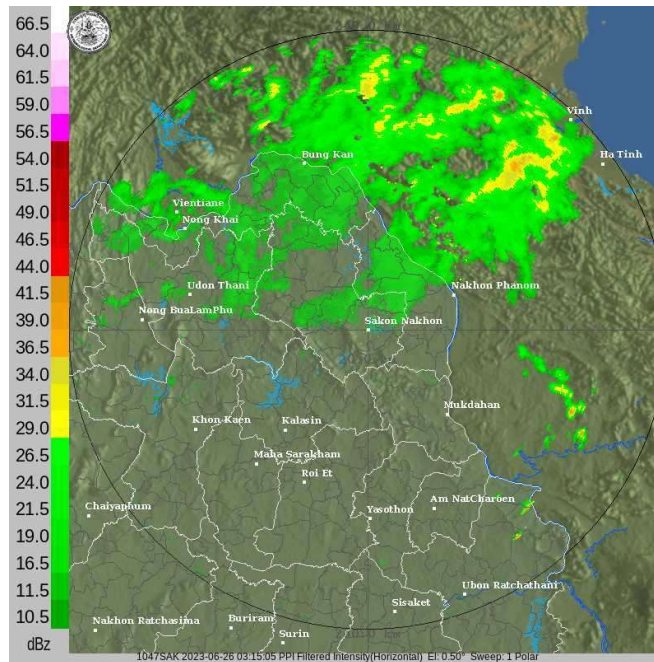 66.5
64.0
61.5
59.0
56.5
54.0
51.5
49.0
46.5
44.0
41.5
39.0
36.5
34.0
31.5
29.0
26.5
24.0
21.5
19.0
16.5
14.0
11.5
10.5
dBz
Vinh
Ha Tinh
Bung Kan
Vientiane
Nong Khai
Udon Thani
Nakhon Phanom
Nong BuaLamPhu
Sakon Nakhon
Mukdahan
Khon Kaen
Kalasin
Maha Sarakham
Roi Et
Chaiyaphum
Yasothon
Am NatCharoen
Ubon Ratchathani
Sisaket
Nakhon Ratchasima
Buriram
Surin
1047SAK 2023-06-26 03:15:05 PPI Filtered Intensity(Horizontal) El: 0.50° Sweep: 1 Polar